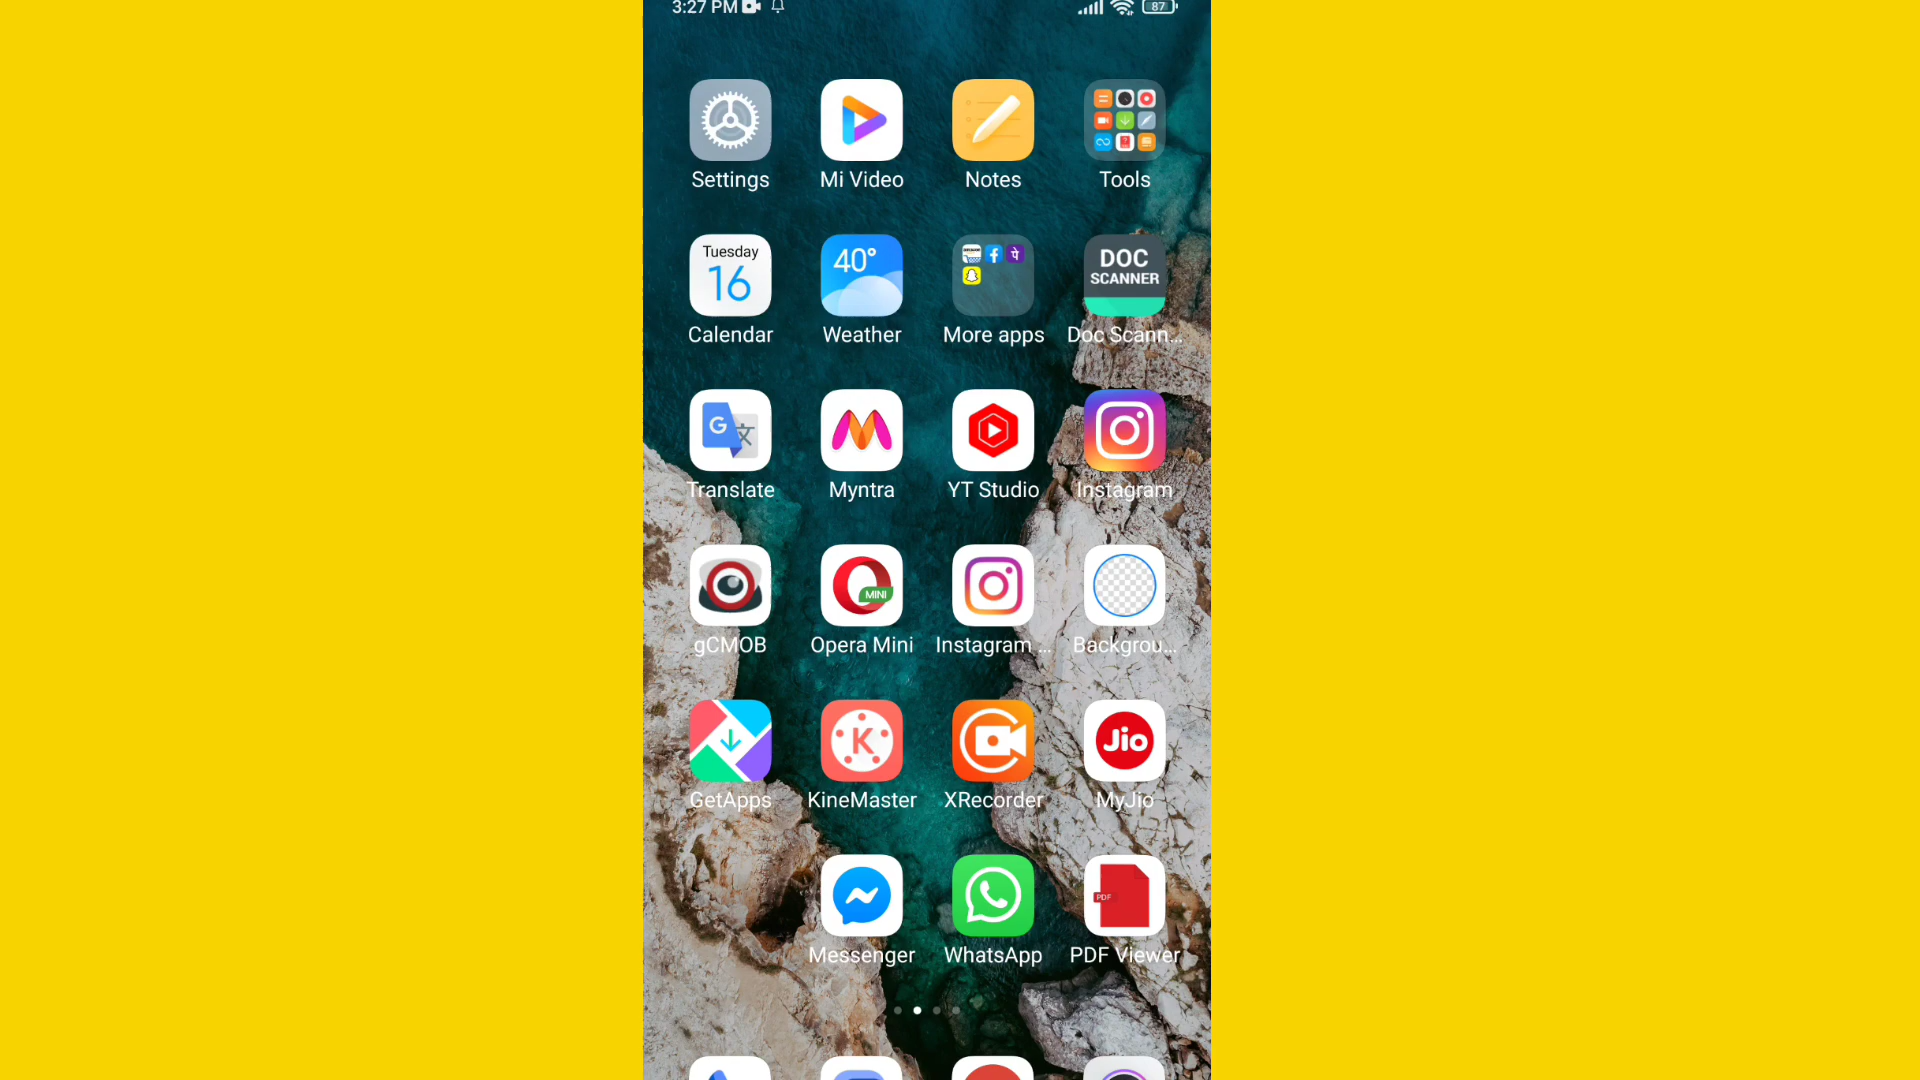 3:27 PM 87
Settings Mi Video Notes Tools
Tuesday
16 40° पे DOC
SCANNER
Calendar Weather More apps Doc Scann...
G 文
Translate Myntra YT Studio Instagram
MINI
gCMOB Opera Mini Instagram ... Backgrou...
K Jio
GetApps KineMaster XRecorder MyJio
PDF
Messenger WhatsApp PDF Viewer